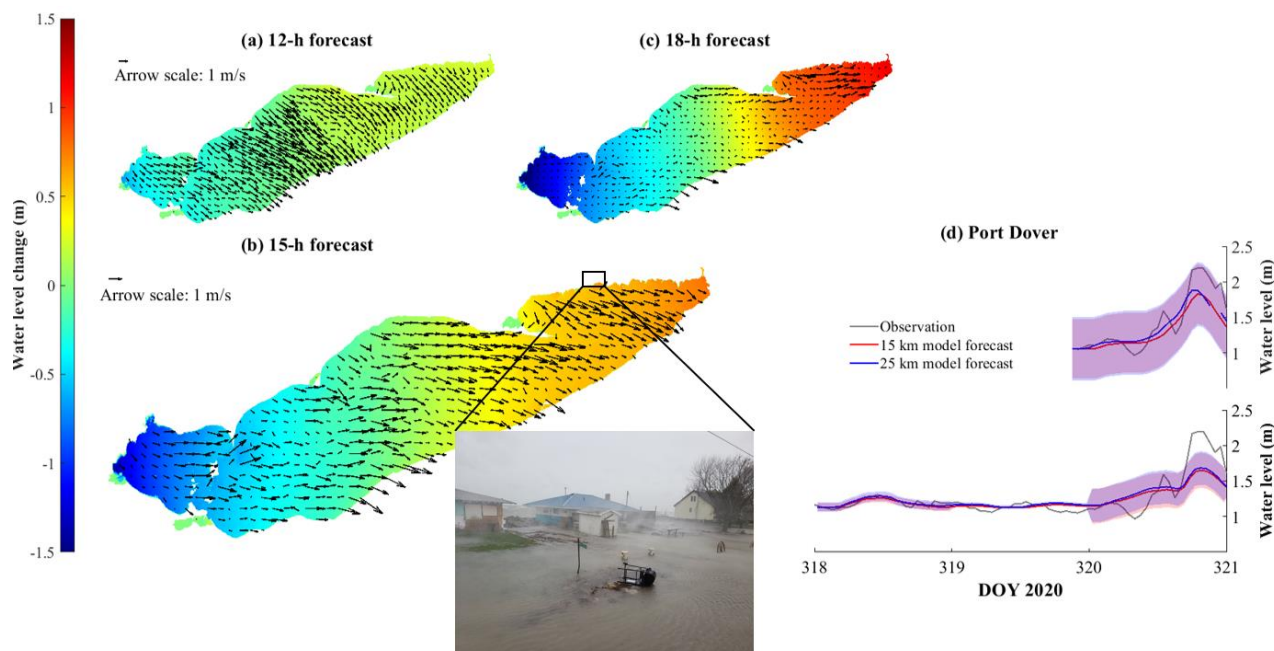 1.5
1
0.5
0
-0.5
-1
-1.5
Water level change (m)
(a) 12-h forecast
Arrow scale: 1 m/s
(c) 18-h forecast
(b) 15-h forecast
Arrow scale: 1 m/s
(d) Port Dover
Observation
15 km model forecast
25 km model forecast
2.5
2
1.5
1
Water level (m)
2.5
2
1.5
1
Water level (m)
318
319
320
321
DOY 2020